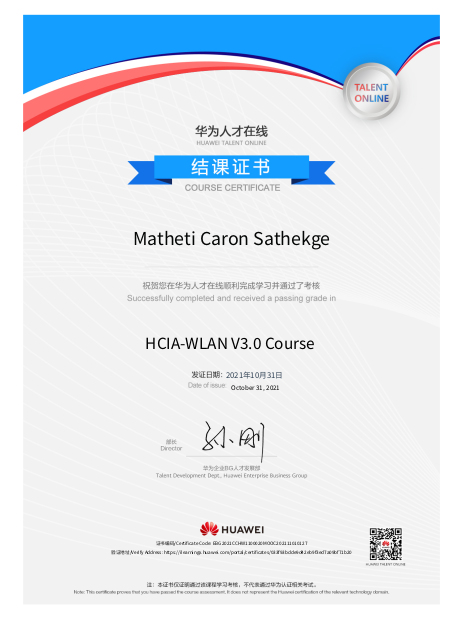 TALENT
ONLINE
华为人才在线
HUAWEI TALENT ONLINE
结课证书
COURSE CERTIFICATE
Matheti Caron Sathekge
祝贺您在华为人才在线顺利完成学习并通过了考核
Successfully completed and received a passing grade in
HCIA-WLAN V3.0 Course
发证日期: 2021年10月31日
Date of issue: October 31, 2021
部长
Director
华为企业BG人才发展部
Talent Development Dept., Huawei Enterprise Business Group
HUAWEI
证书编码/Certificate Code:
验证地址/Verify Address:
HUAWEI TALENT ONLINE
注：本证书仅证明通过该课程学习考核，不代表通过华为认证相关考试。
Note: This certificate proves that you have passed the course assessment. It does not represent the Huawei certification of the relevant technology domain.